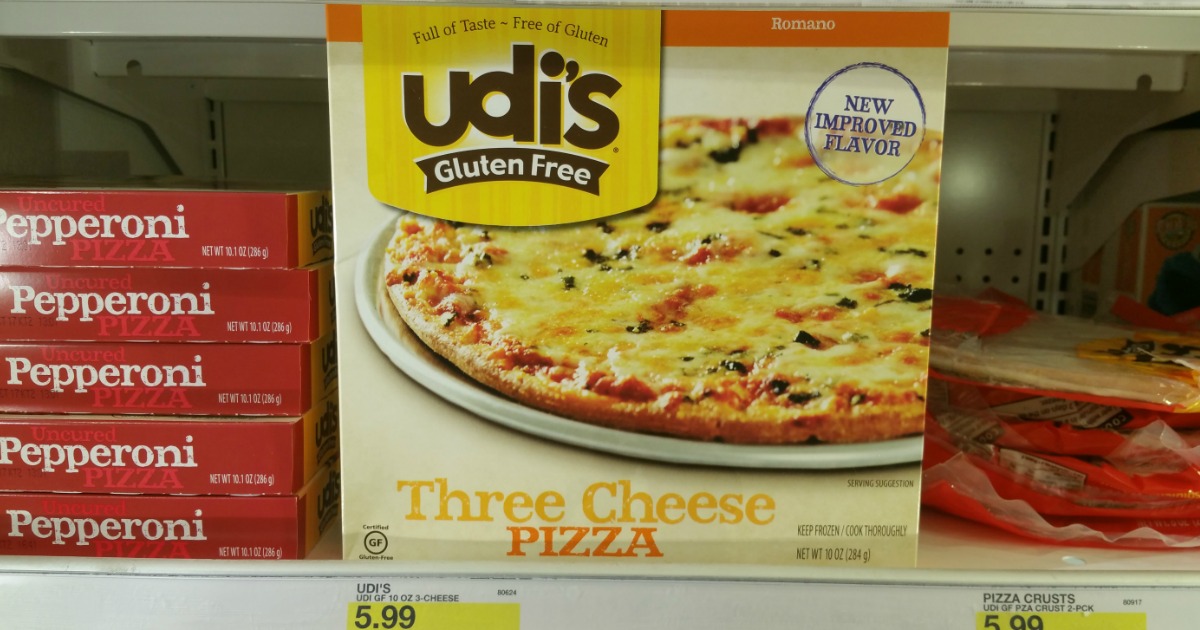 Romano
Full of Taste ~ Free of Gluten
udi's®
Gluten Free
NEW
IMPROVED
FLAVOR
Uncured
Pepperoni
PIZZA
NET WT 10.1 OZ (286 g)
Uncured
Pepperoni
PIZZA
NET WT 10.1 OZ (286 g)
Uncured
Pepperoni
PIZZA
NET WT 10.1 OZ (286 g)
Uncured
Pepperoni
PIZZA
NET WT 10.1 OZ (286 g)
Uncured
Pepperoni
PIZZA
NET WT 10.1 OZ (286 g)
SERVING SUGGESTION
Three Cheese
PIZZA
Certified
GF
Gluten-Free
KEEP FROZEN / COOK THOROUGHLY
NET WT 10 OZ (284 g)
UDI'S 80624
UDI GF 10 OZ 3-CHEESE
5.99
PIZZA CRUSTS 80917
UDI GF PZA CRUST 2-PCK
5.99